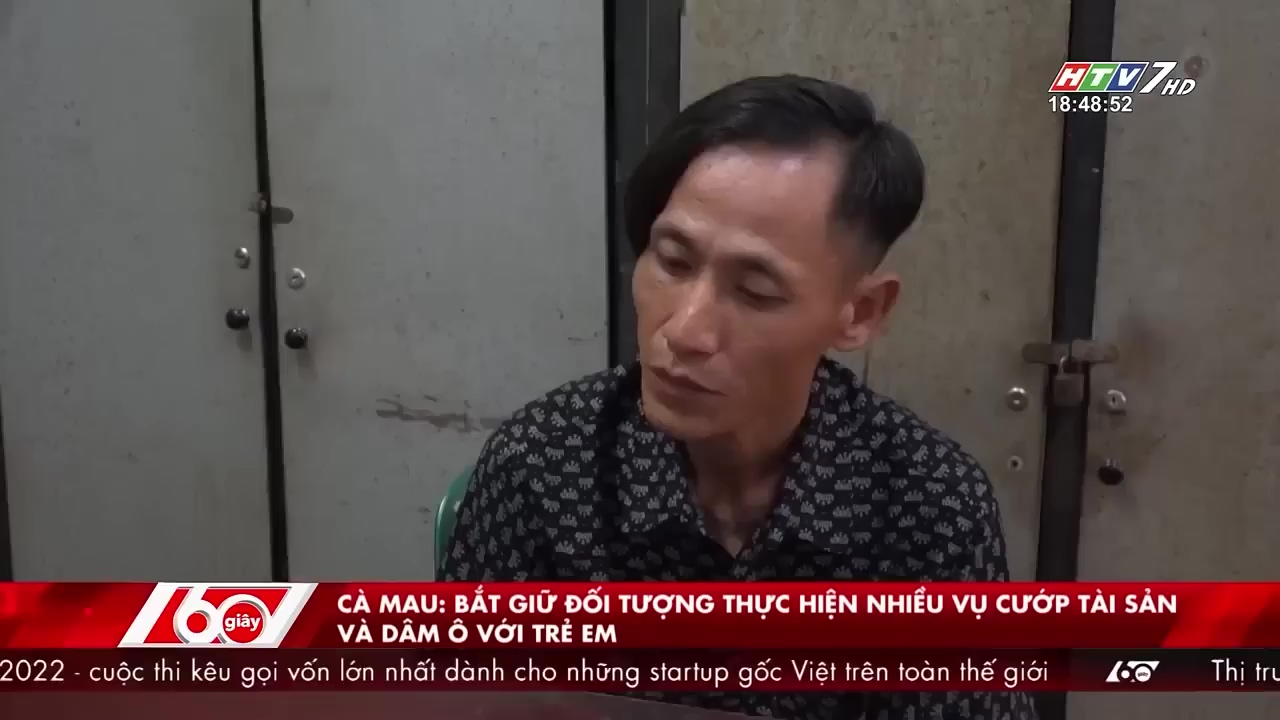 HTV7 HD
18:48:52
60 giây
CÀ MAU: BẮT GIỮ ĐỐI TƯỢNG THỰC HIỆN NHIỀU VỤ CƯỚP TÀI SẢN
VÀ DÂM Ô VỚI TRẺ EM
2022 - cuộc thi kêu gọi vốn lớn nhất dành cho những startup gốc Việt trên toàn thế giới 60 Thị